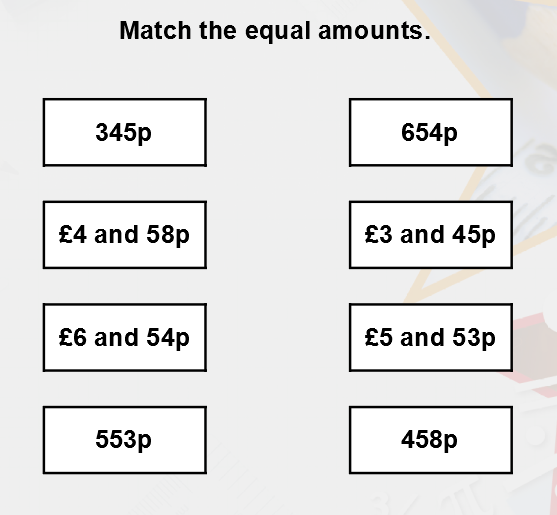 Match the equal amounts.
345p
654p
£4 and 58p
£3 and 45p
£6 and 54p
£5 and 53p
553p
458p